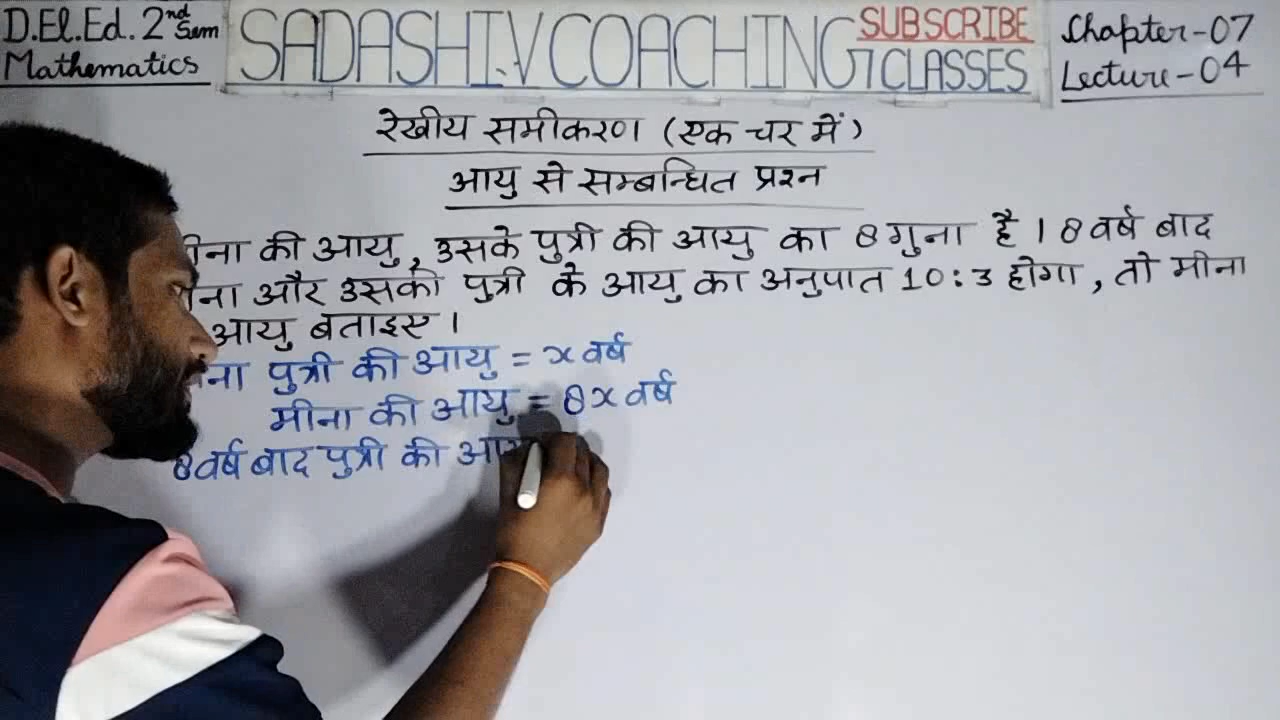 D.El.Ed. 2nd Sem
Mathematics
SADASHIV COACHING
SUBSCRIBE
CLASSES
Chapter-07
Lecture-04
रेखीय समीकरण (एक चर में)
आयु से सम्बन्धित प्रश्न
की आयु, उसके पुत्री की आयु का 8 गुना है । 8 वर्ष बाद
और उसकी पुत्री के आयु का अनुपात 10:3 होगा, तो मीना
आयु बताइए ।
पुत्री की आयु = x वर्ष
मीना की आयु = 8x वर्ष
8 वर्ष बाद पुत्री की